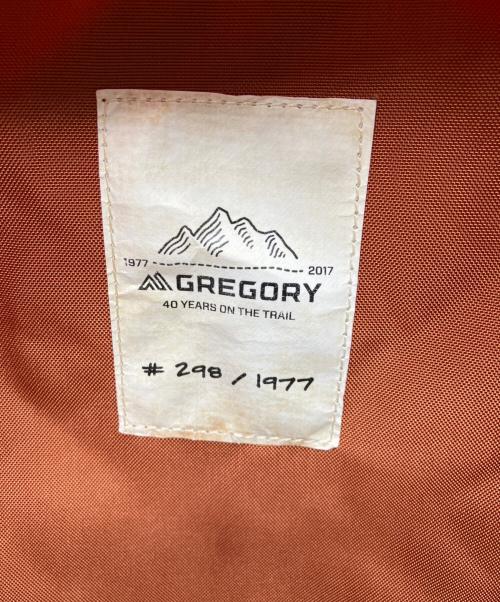 1977 2017
GREGORY
40 YEARS ON THE TRAIL
# 298 / 1977